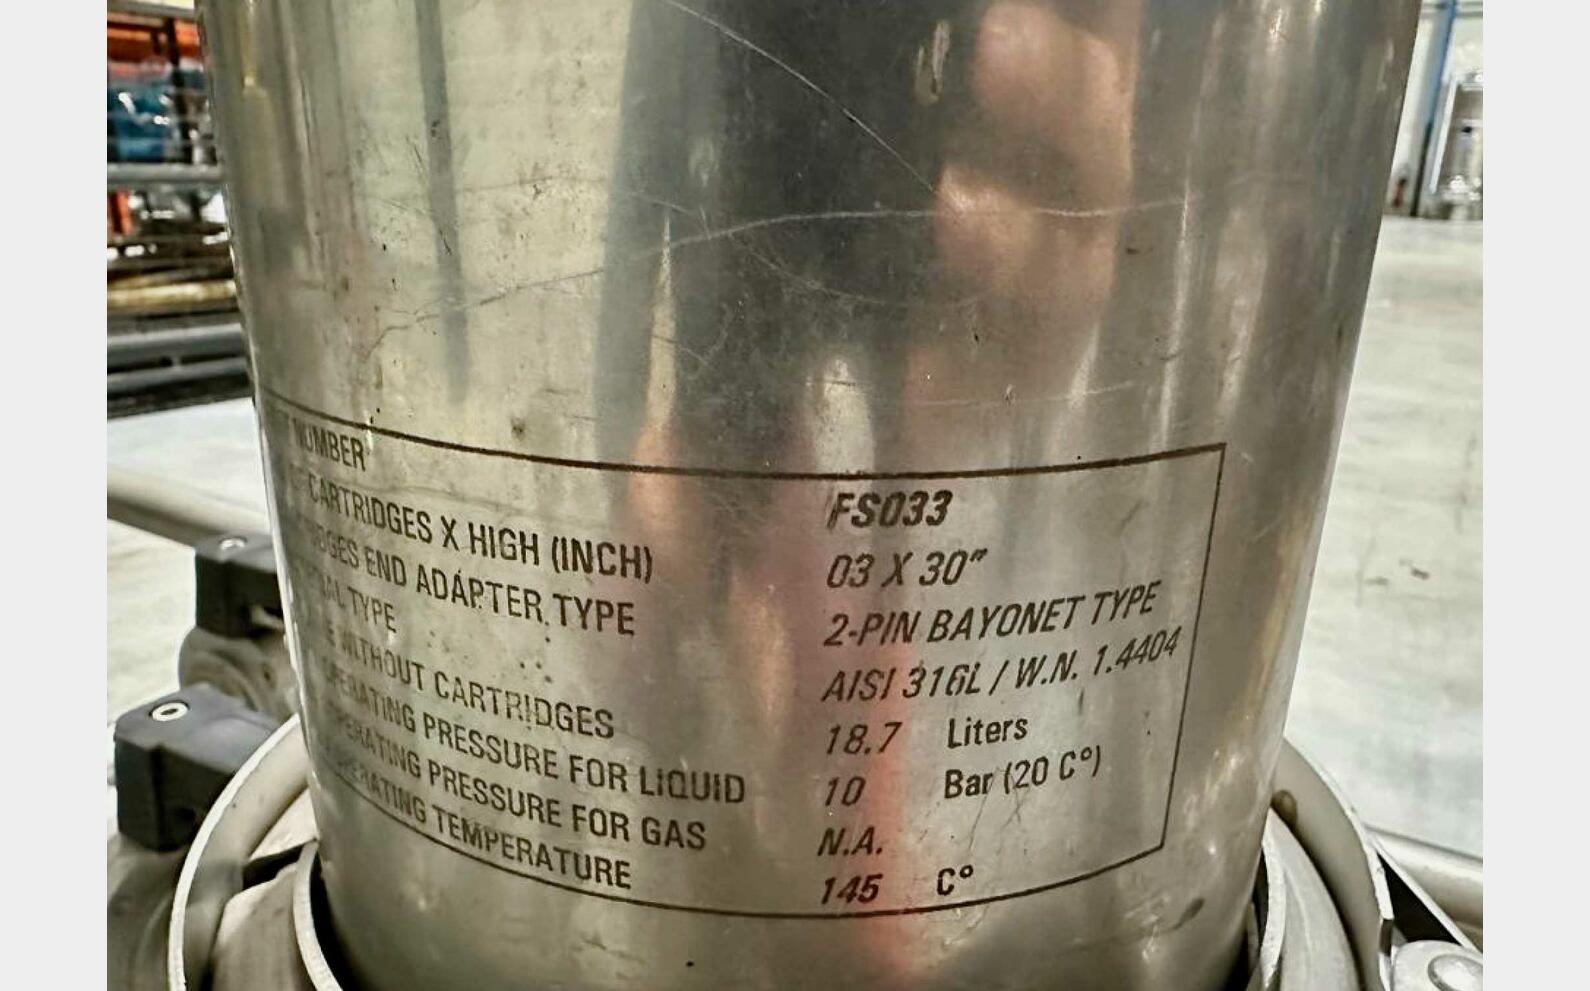 NUMBER FS033
CARTRIDGES X HIGH (INCH) 03 X 30"
END ADAPTER TYPE 2-PIN BAYONET TYPE
TYPE AISI 316L / W.N. 1.4404
WITHOUT CARTRIDGES 18.7 Liters
OPERATING PRESSURE FOR LIQUID 10 Bar (20 C°)
OPERATING PRESSURE FOR GAS N.A.
OPERATING TEMPERATURE 145 C°